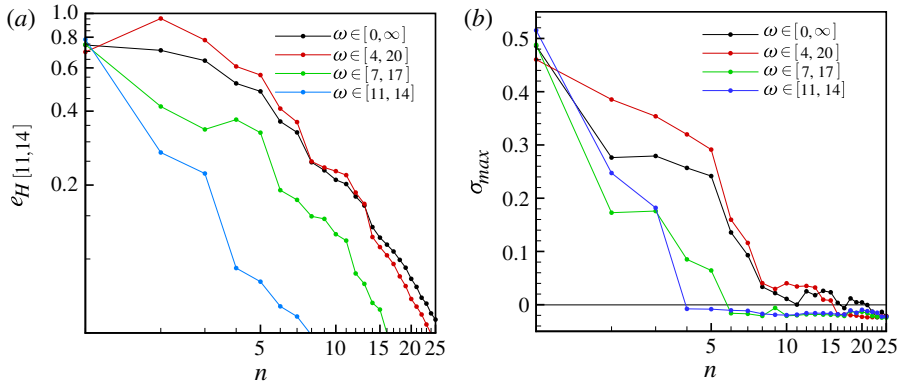 (a)
1.0
0.8
0.6
0.4
0.2
e_H [11,14]
ω ∈ [0, ∞]
ω ∈ [4, 20]
ω ∈ [7, 17]
ω ∈ [11, 14]
5 10 15 20 25
n
(b)
0.5
0.4
0.3
0.2
0.1
0
σ_max
ω ∈ [0, ∞]
ω ∈ [4, 20]
ω ∈ [7, 17]
ω ∈ [11, 14]
5 10 15 20 25
n